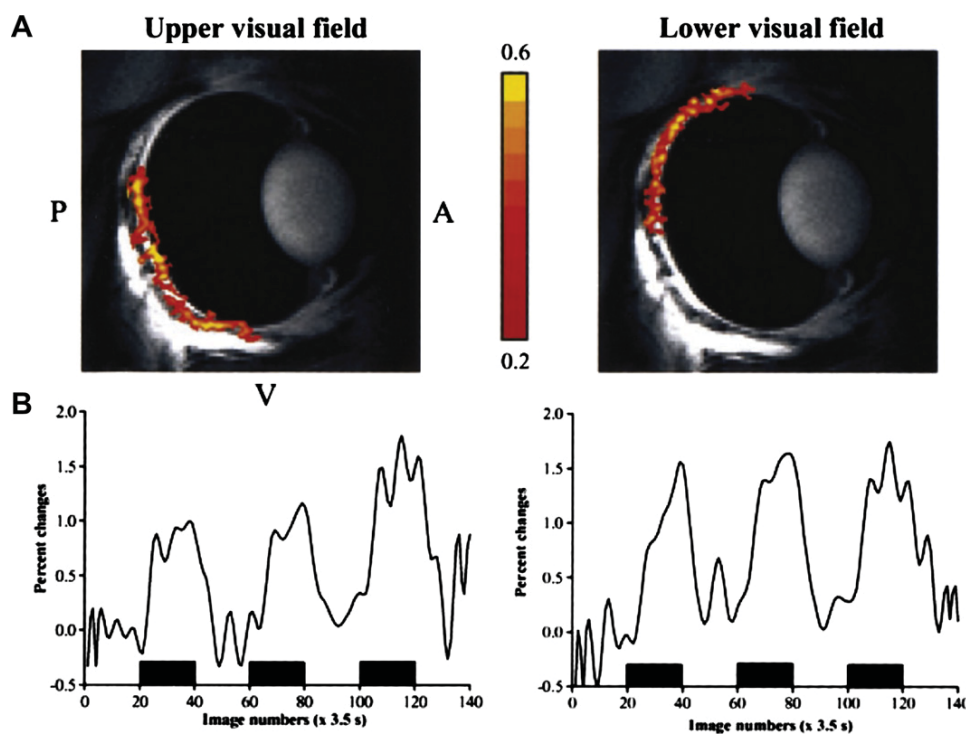 A
Upper visual field
Lower visual field
0.6
P
A
0.2
V
B
2.0
1.5
1.0
0.5
0.0
-0.5
Percent changes
0 20 40 60 80 100 120 140
Image numbers (x 3.5 s)
2.0
1.5
1.0
0.5
0.0
-0.5
Percent changes
0 20 40 60 80 100 120 140
Image numbers (x 3.5 s)